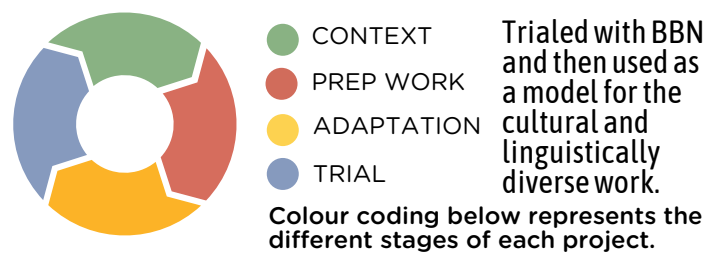 CONTEXT
PREP WORK
ADAPTATION
TRIAL
Trialed with BBN
and then used as
a model for the
cultural and
linguistically
diverse work.
Colour coding below represents the
different stages of each project.